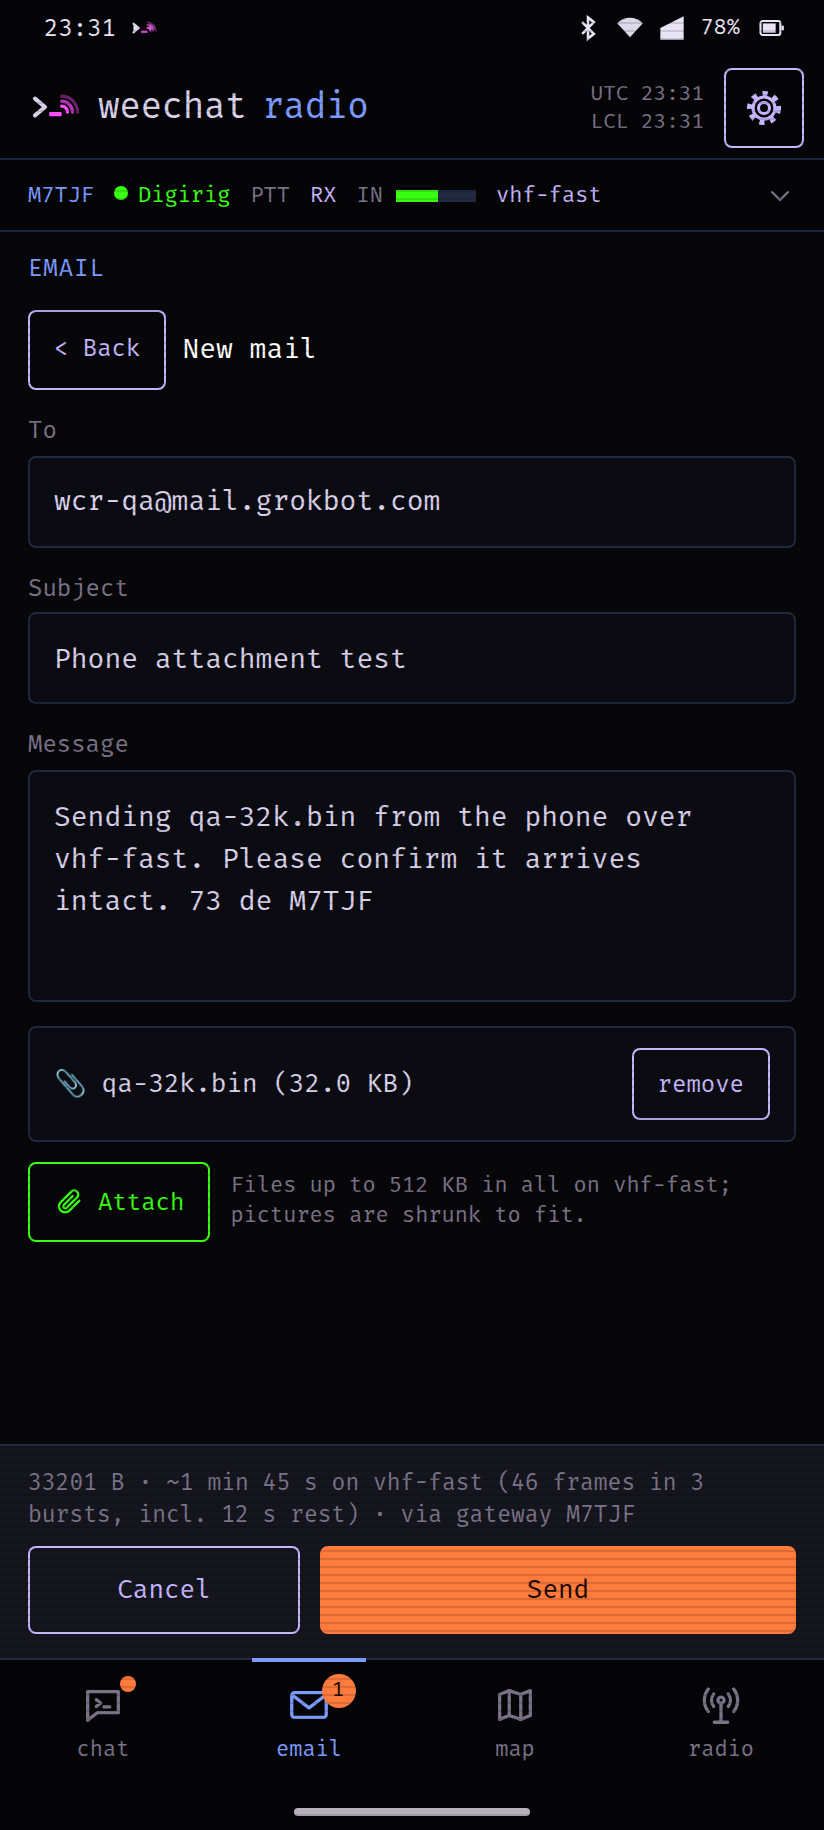 23:31
78%
weechat radio
UTC 23:31
LCL 23:31
M7TJF Digirig PTT RX IN vhf-fast
EMAIL
< Back New mail
To
wcr-qa@mail.grokbot.com
Subject
Phone attachment test
Message
Sending qa-32k.bin from the phone over
vhf-fast. Please confirm it arrives
intact. 73 de M7TJF
qa-32k.bin (32.0 KB) remove
Attach
Files up to 512 KB in all on vhf-fast;
pictures are shrunk to fit.
33201 B · ~1 min 45 s on vhf-fast (46 frames in 3
bursts, incl. 12 s rest) · via gateway M7TJF
Cancel Send
1
chat email map radio